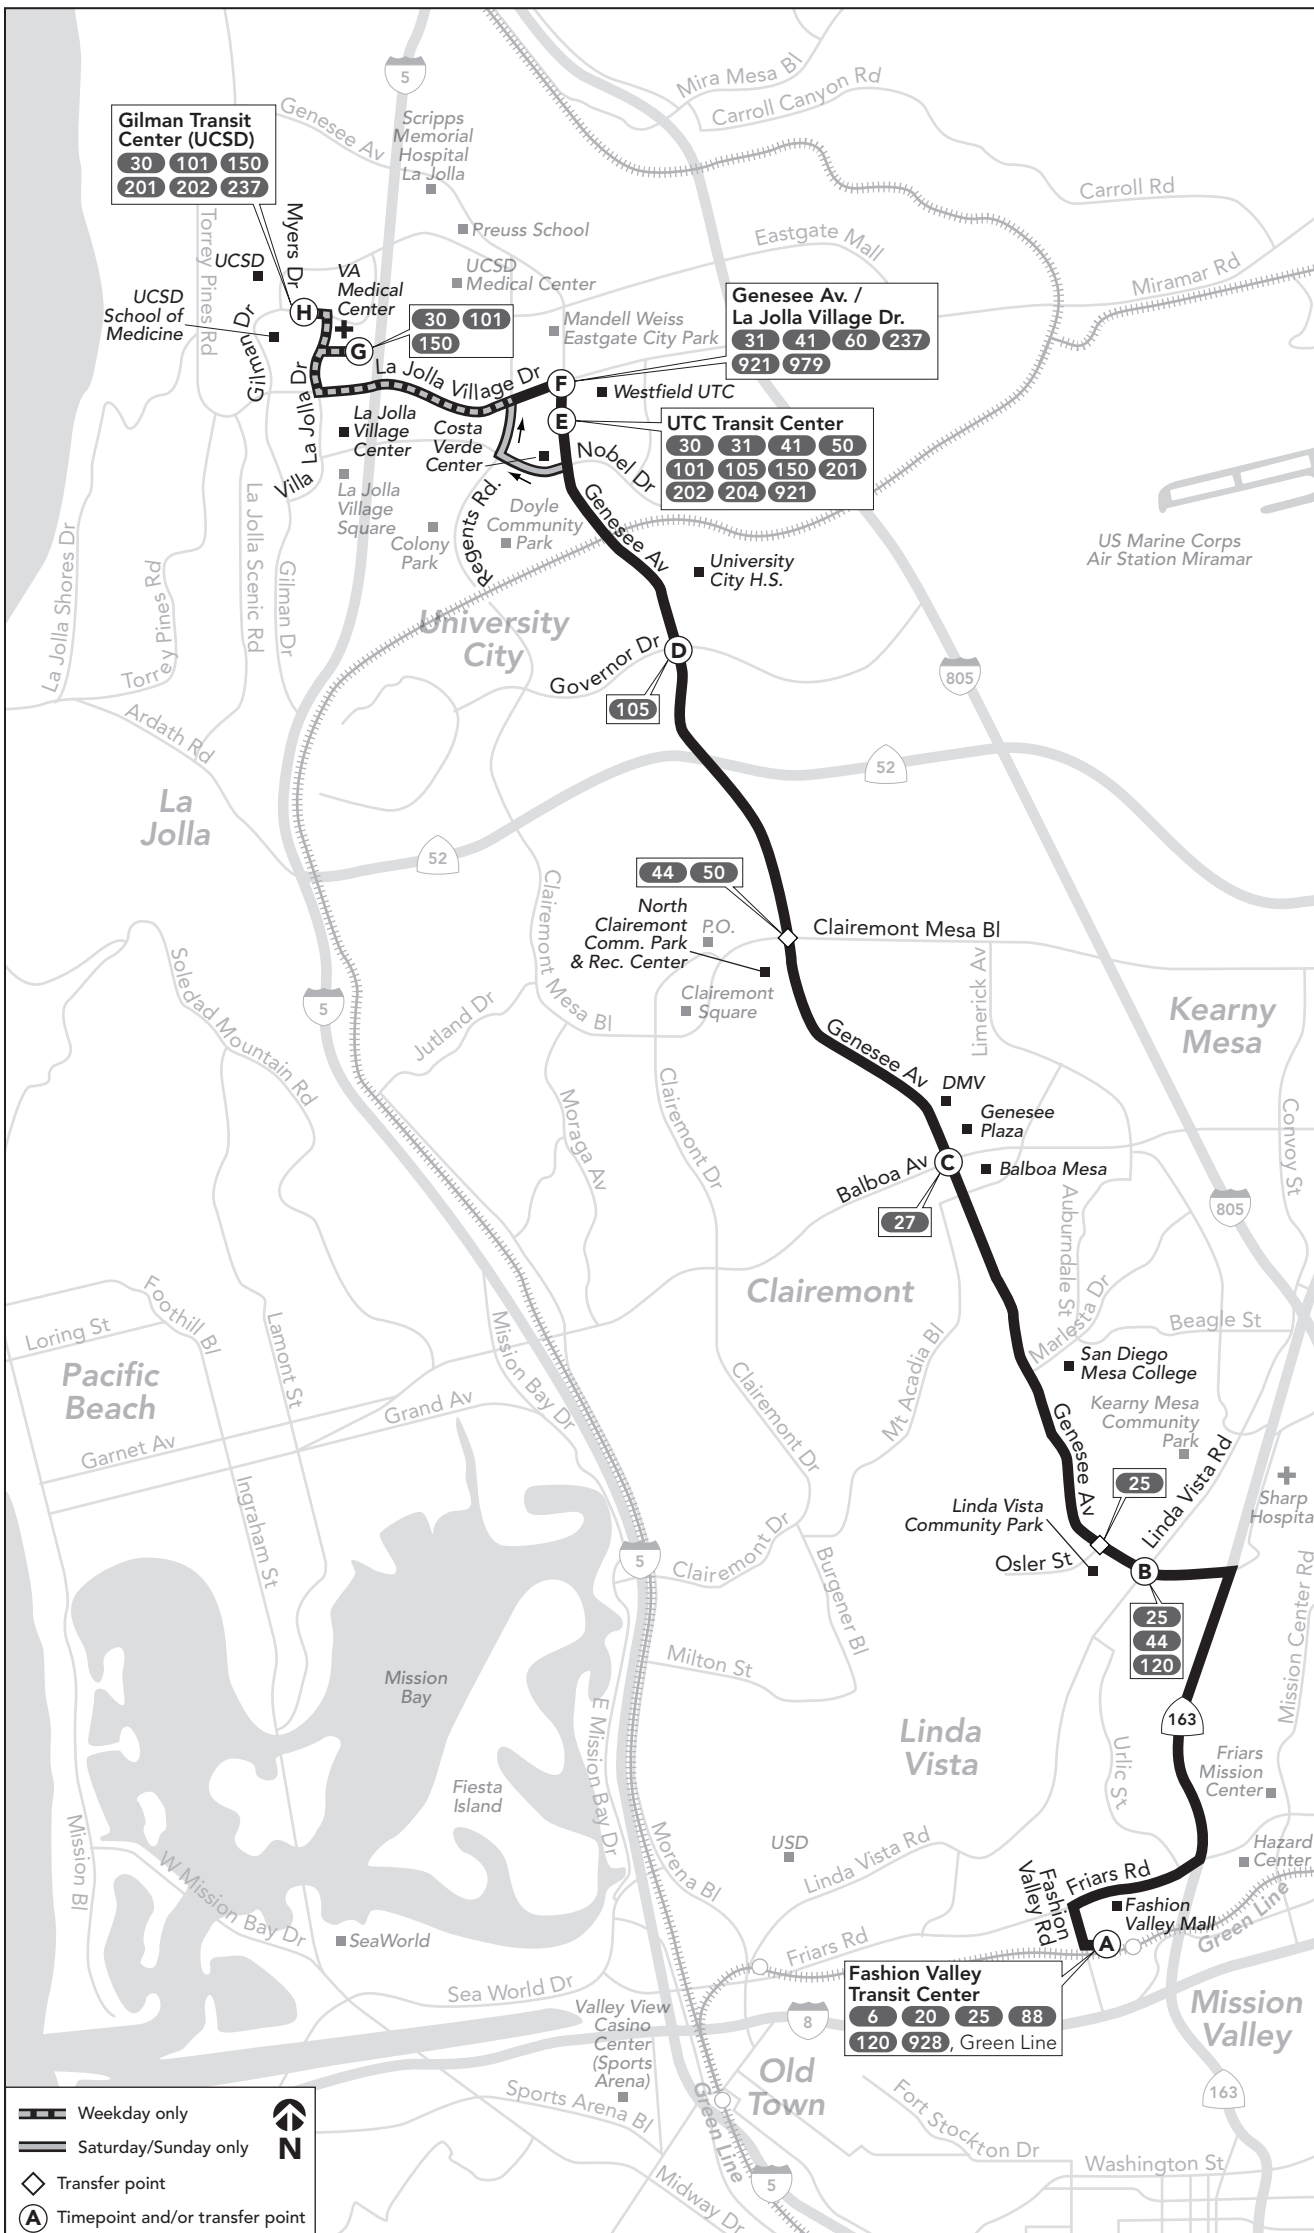 Mira Mesa Bl
Carroll Canyon Rd
5
Genesee Av
Scripps
Memorial
Hospital
La Jolla
Gilman Transit
Center (UCSD)
30 101 150
201 202 237
Carroll Rd
Torrey Pines Rd
Myers Dr
Preuss School
Eastgate Mall
UCSD
VA
Medical
Center
UCSD
Medical Center
Miramar Rd
UCSD
School of
Medicine
H
G
30 101
150
Mandell Weiss
Eastgate City Park
Genesee Av. /
La Jolla Village Dr.
31 41 60 237
921 979
Gilman Dr
La Jolla Village Dr
F
Westfield UTC
Villa La Jolla Dr
La Jolla
Village
Center
Costa
Verde
Center
E
UTC Transit Center
30 31 41 50
101 105 150 201
202 204 921
Nobel Dr
La Jolla
Village
Square
Regents Rd.
Doyle
Community
Park
Colony
Park
Genesee Av
University
City H.S.
US Marine Corps
Air Station Miramar
La Jolla Shores Dr
Torrey Pines Rd
La Jolla Scenic Rd
Gilman Dr
University
City
Governor Dr
D
105
805
Ardath Rd
52
La
Jolla
52
44 50
North
Clairemont
Comm. Park
& Rec. Center
P.O.
Clairemont Mesa Bl
Clairemont Mesa Bl
Clairemont
Square
Limerick Av
Soledad Mountain Rd
5
Jutland Dr
Kearny
Mesa
Genesee Av
DMV
Genesee
Plaza
Clairemont Dr
Moraga Av
Convoy St
Balboa Av
C
Balboa Mesa
27
Auburndale St
805
Clairemont
Foothill Bl
Loring St
Lamont St
Mission Bay Dr
Marlesta Dr
Beagle St
Pacific
Beach
San Diego
Mesa College
Mt Acadia Bl
Clairemont Dr
Kearny Mesa
Community
Park
Grand Av
Garnet Av
Genesee Av
Linda Vista Rd
Ingraham St
25
Sharp
Hospita
Linda Vista
Community Park
Osler St
B
5
Clairemont Dr
Burgener Bl
25
44
120
Mission Center Rd
Milton St
Mission
Bay
163
E Mission Bay Dr
Linda
Vista
Urlic St
Friars
Mission
Center
Fiesta
Island
Mission Bl
Morena Bl
USD
Linda Vista Rd
Hazard
Center
W Mission Bay Dr
Fashion
Valley Rd
Friars Rd
Fashion
Valley Mall
Green Line
SeaWorld
Friars Rd
A
Fashion Valley
Transit Center
6 20 25 88
120 928, Green Line
Sea World Dr
Valley View
Casino
Center
(Sports
Arena)
8
Mission
Valley
Old
Town
163
Sports Arena Bl
Green Line
Fort Stockton Dr
Washington St
5
Midway Dr
Weekday only
N
Saturday/Sunday only
Transfer point
A Timepoint and/or transfer point